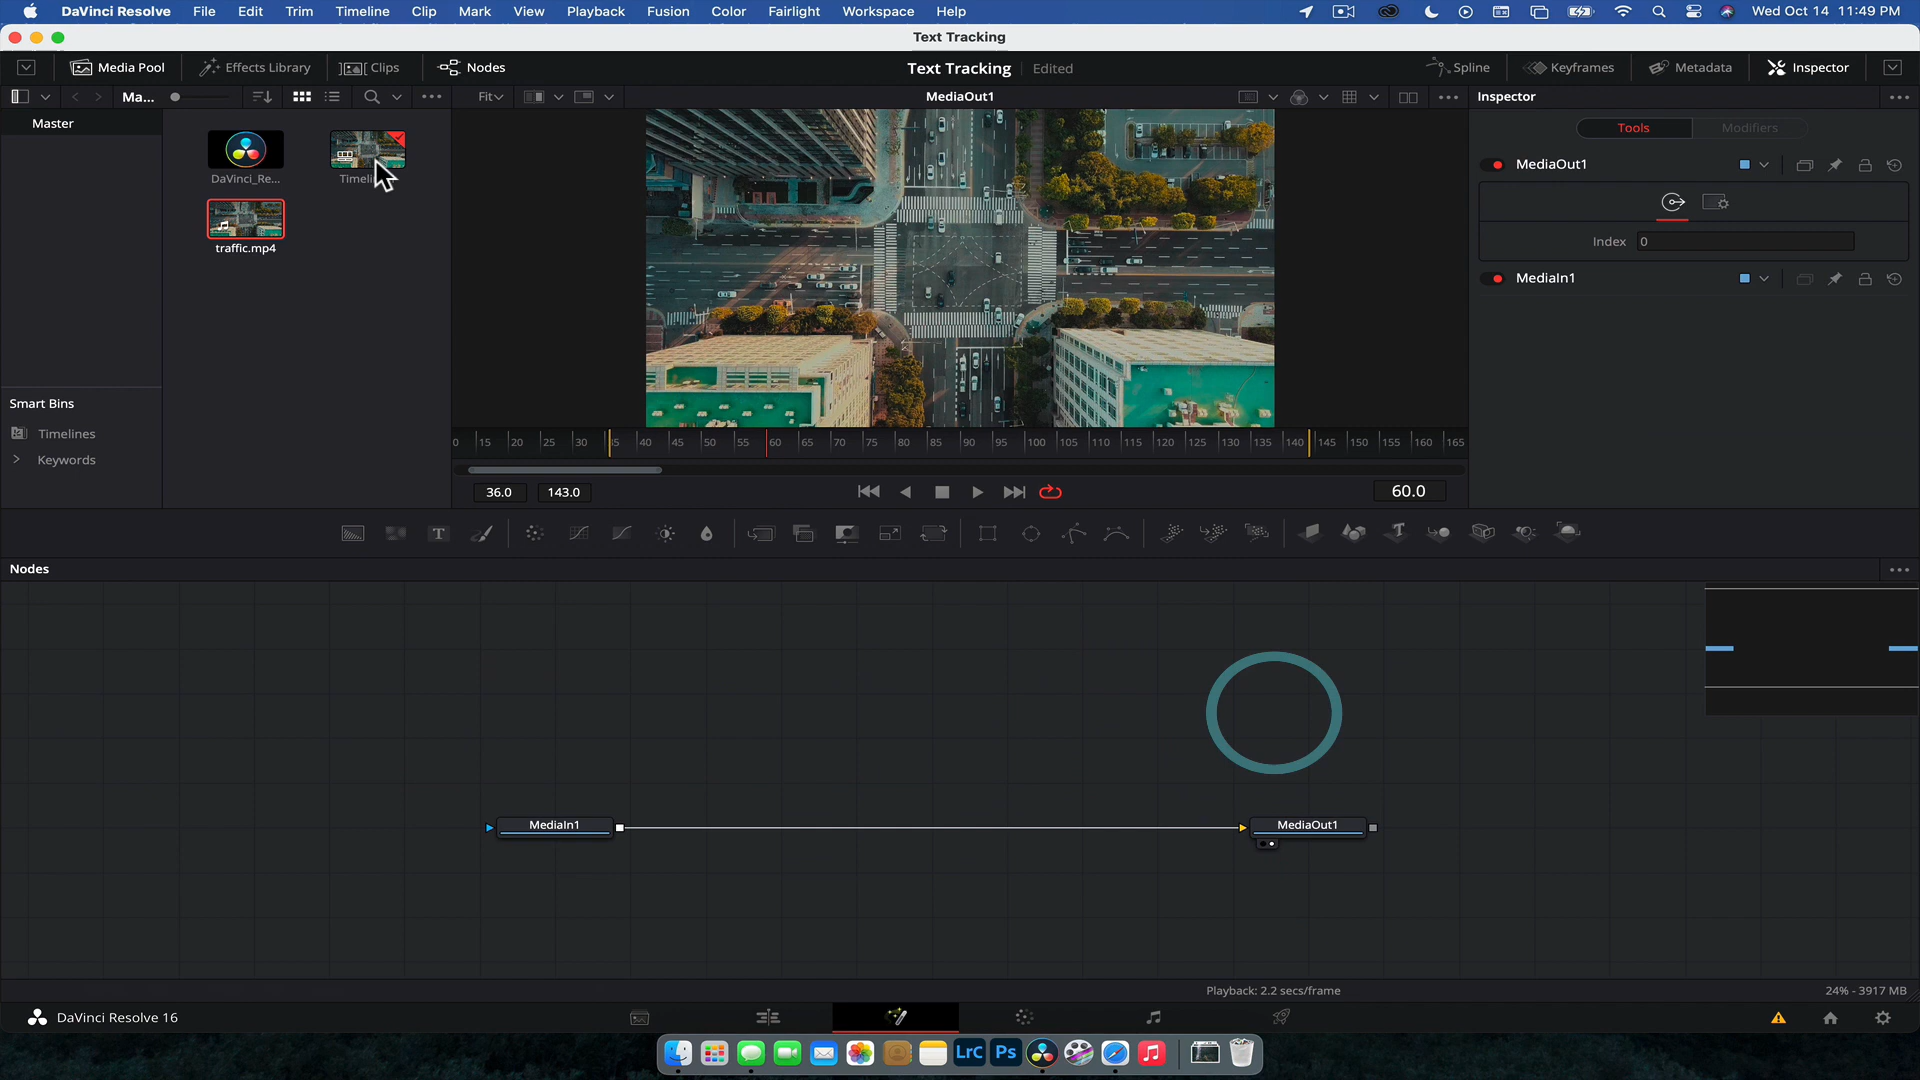 DaVinci Resolve File Edit Trim Timeline Clip Mark View Playback Fusion Color Fairlight Workspace Help Wed Oct 14 11:49 PM
Text Tracking
Media Pool Effects Library Clips Nodes Text Tracking Edited Spline Keyframes Metadata Inspector
Ma... Fit MediaOut1 Inspector
Master
Tools Modifiers
DaVinci_Re...
MediaOut1
traffic.mp4
Index 0
MediaIn1
Smart Bins
Timelines
Keywords
0 15 20 25 30 35 40 45 50 55 60 65 70 75 80 85 90 95 100 105 110 115 120 125 130 135 140 145 150 155 160 165
36.0 143.0 60.0
Nodes
MediaIn1 MediaOut1
Playback: 2.2 secs/frame 24% - 3917 MB
DaVinci Resolve 16
LrC Ps